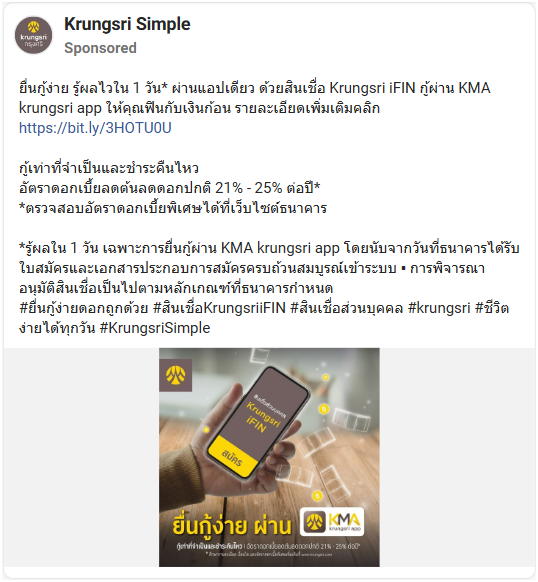 Krungsri Simple
Sponsored
krungsri
กรุงศรี
ยื่นกู้ง่าย รู้ผลไวใน 1 วัน* ผ่านแอปเดียว ด้วยสินเชื่อ Krungsri iFIN กู้ผ่าน KMA
krungsri app ให้คุณฟินกับเงินก้อน รายละเอียดเพิ่มเติมคลิก
https://bit.ly/3HOTU0U
กู้เท่าที่จำเป็นและชำระคืนไหว
อัตราดอกเบี้ยลดต้นลดดอกปกติ 21% - 25% ต่อปี*
*ตรวจสอบอัตราดอกเบี้ยพิเศษได้ที่เว็บไซต์ธนาคาร
*รู้ผลใน 1 วัน เฉพาะการยื่นกู้ผ่าน KMA krungsri app โดยนับจากวันที่ธนาคารได้รับ
ใบสมัครและเอกสารประกอบการสมัครครบถ้วนสมบูรณ์เข้าระบบ ▪ การพิจารณา
อนุมัติสินเชื่อเป็นไปตามหลักเกณฑ์ที่ธนาคารกำหนด
#ยื่นกู้ง่ายดอกถูกด้วย #สินเชื่อKrungsriiFIN #สินเชื่อส่วนบุคคล #krungsri #ชีวิต
ง่ายได้ทุกวัน #KrungsriSimple
สินเชื่อส่วนบุคคล
Krungsri
iFIN
สมัคร
ยื่นกู้ง่าย ผ่าน
KMA
krungsri app
กู้เท่าที่จำเป็นและชำระคืนไหว | อัตราดอกเบี้ยลดต้นลดดอกปกติ 21% - 25% ต่อปี*